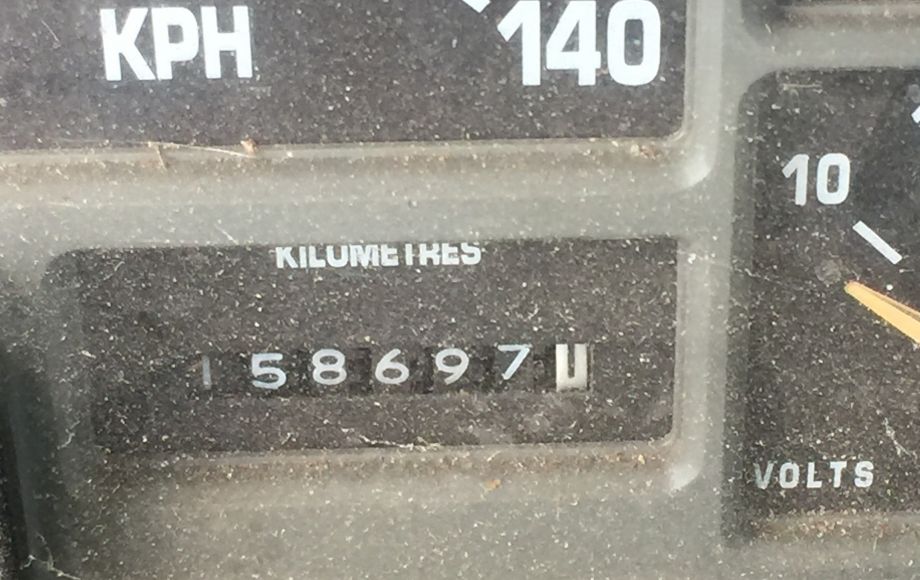 KPH
140
10
KILOMETRES
158697
VOLTS